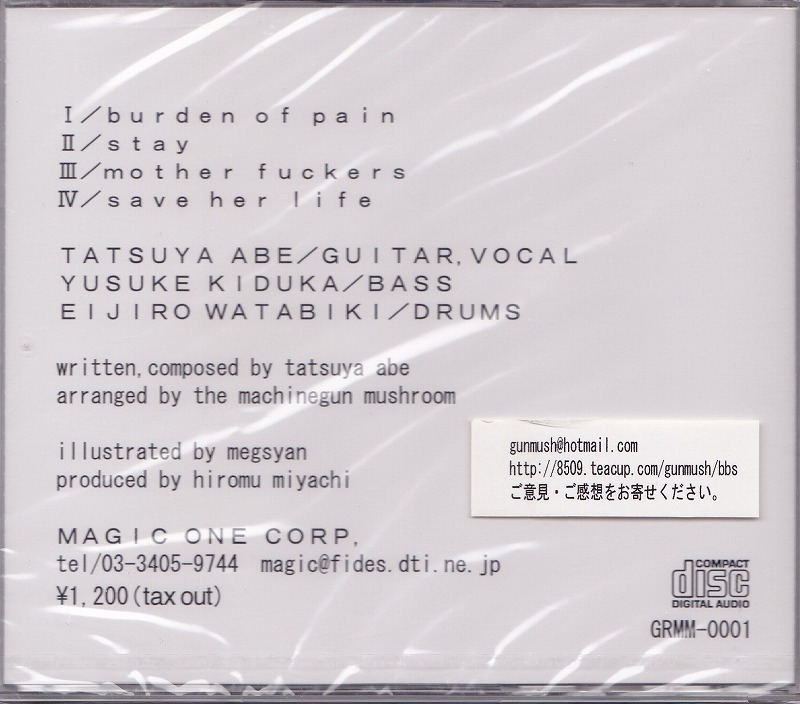 Ⅰ／burden of pain
Ⅱ／stay
Ⅲ／mother fuckers
Ⅳ／save her life
TATSUYA ABE／GUITAR,VOCAL
YUSUKE KIDUKA／BASS
EIJIRO WATABIKI／DRUMS
written,composed by tatsuya abe
arranged by the machinegun mushroom
illustrated by megsyan
produced by hiromu miyachi
gunmush@hotmail.com
http://8509.teacup.com/gunmush/bbs
ご意見・ご感想をお寄せください。
MAGIC ONE CORP,
tel/03-3405-9744 magic@fides.dti.ne.jp
¥1,200(tax out)
COMPACT
disc
DIGITAL AUDIO
GRMM-0001